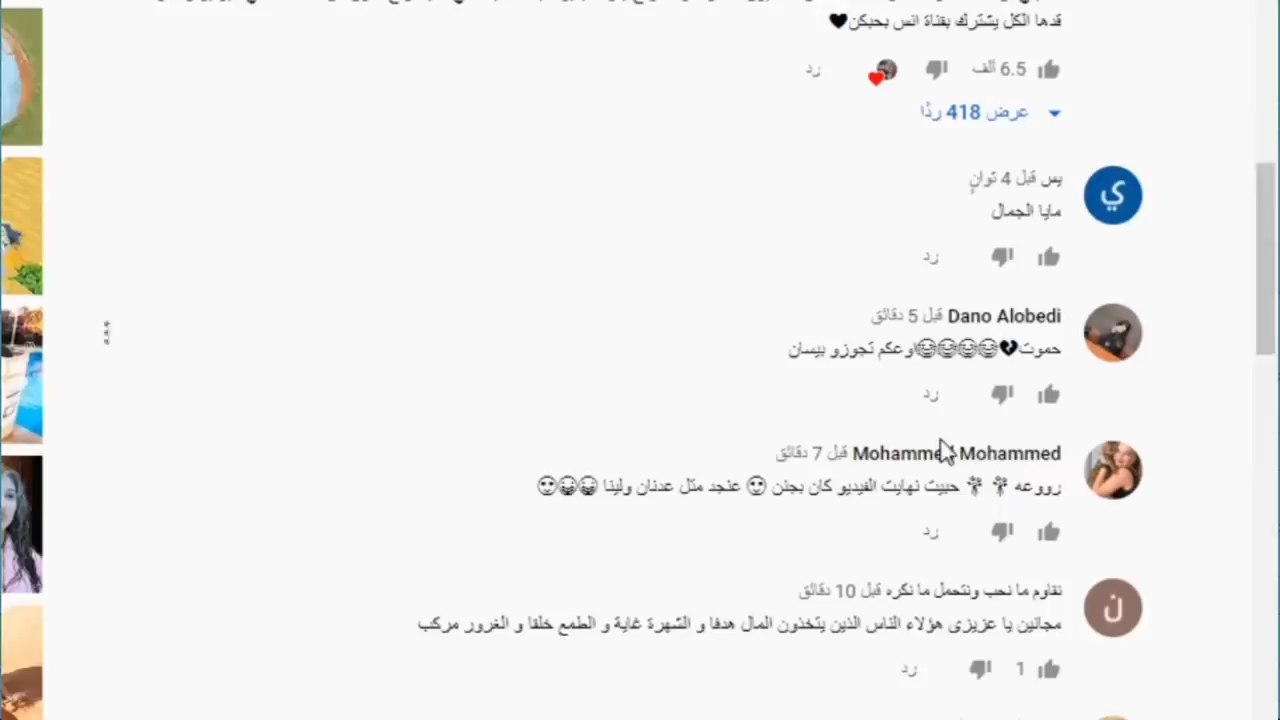 قدها الكل يشترك بقناة انس بحبكن🖤
6.5 ألف
رد
عرض 418 ردًا
يس قبل 4 ثوانٍ
مايا الجمال
رد
Dano Alobedi قبل 5 دقائق
حموت💔😂😂😂😂اوعكم تجوزو بيسان
رد
Mohammed Mohammed قبل 7 دقائق
رووعه 🧚 🧚 حبيت نهايت الفيديو كان بجنن 🙂 عنجد مثل عدنان ولينا 😂😂🙂
رد
نقاوم ما نحب ونتحمل ما نكره قبل 10 دقائق
مجانين يا عزيزى هؤلاء الناس الذين يتخذون المال هدفا و الشهرة غاية و الطمع خلقا و الغرور مركب
1
رد
ي
ن